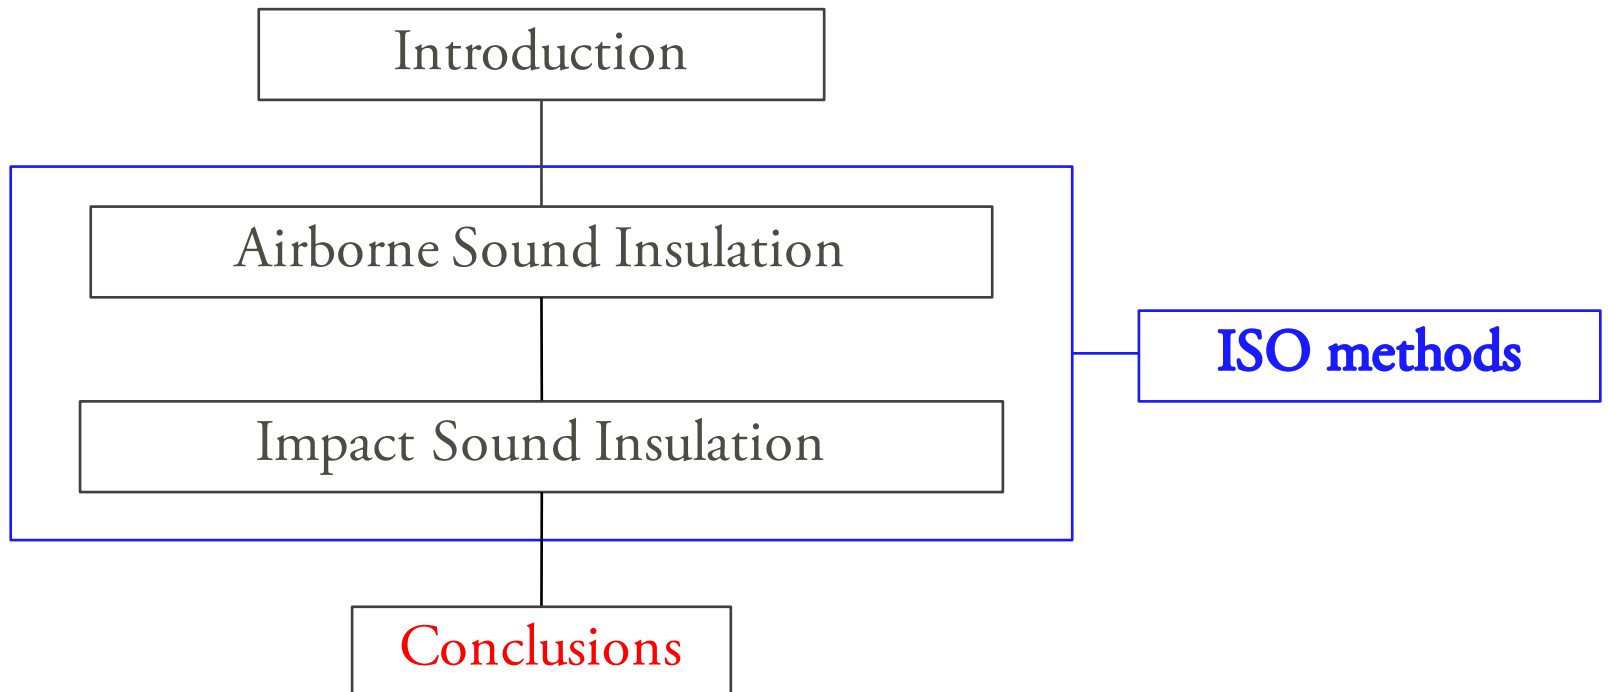 Introduction
Airborne Sound Insulation
ISO methods
Impact Sound Insulation
Conclusions